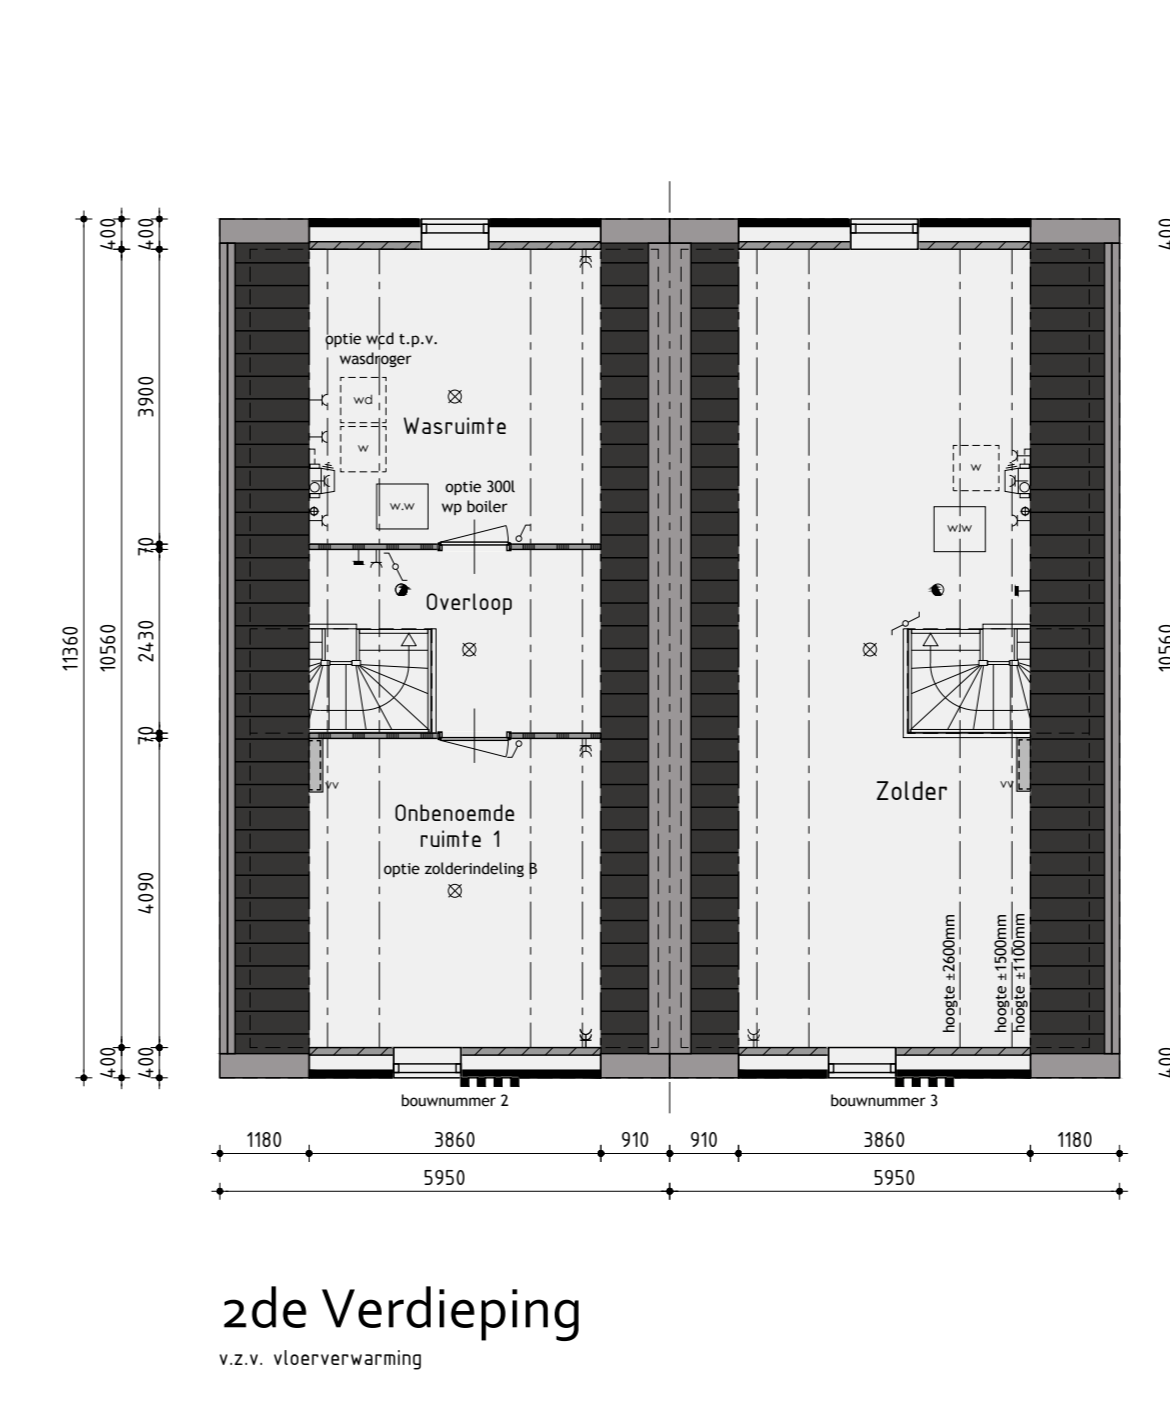 400
400
400
optie wcd t.p.v.
wasdroger
wd
3900
Wasruimte
w
w
optie 300l
w.w
wp boiler
w.w
70
Overloop
11360
10560
2430
10560
70
vv
vv
Zolder
Onbenoemde
ruimte 1
optie zolderindeling B
4090
hoogte ±2600mm
hoogte ±1500mm
hoogte ±1100mm
400
400
400
bouwnummer 2
bouwnummer 3
1180
3860
910
910
3860
1180
5950
5950
2de Verdieping
v.z.v. vloerverwarming